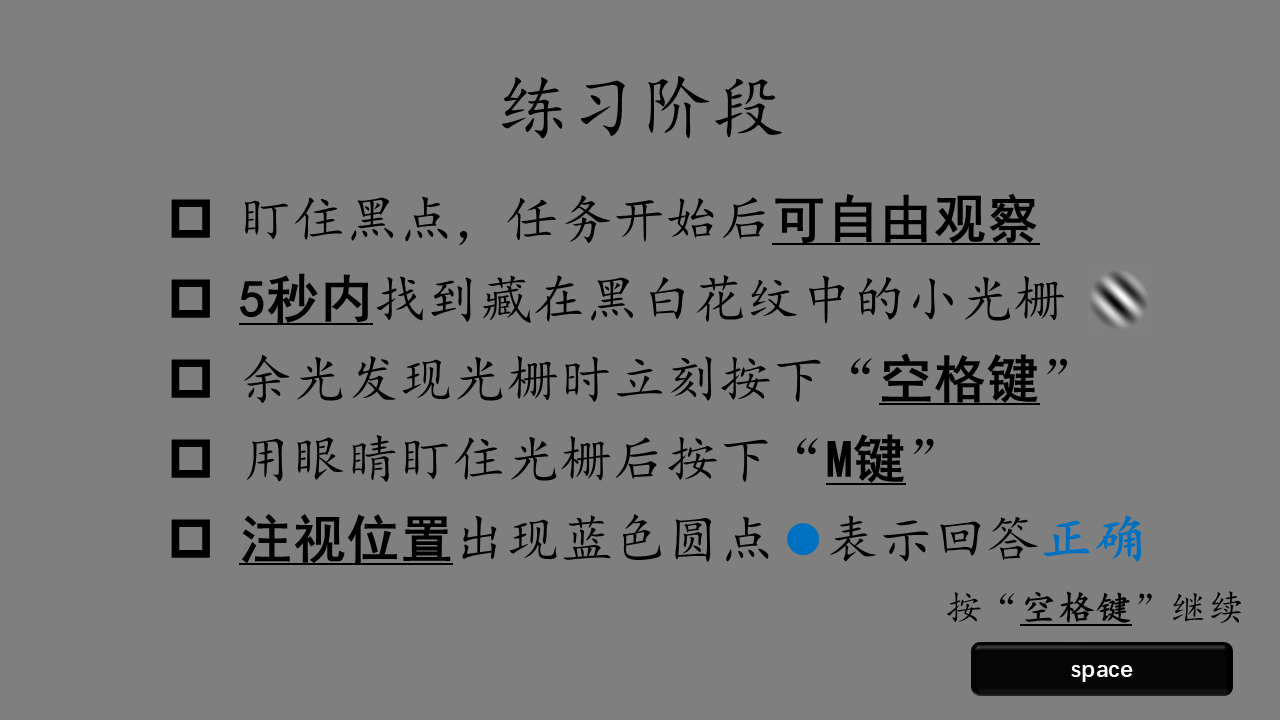 练习阶段
盯住黑点，任务开始后可自由观察
5秒内找到藏在黑白花纹中的小光栅
余光发现光栅时立刻按下“空格键”
用眼睛盯住光栅后按下“M键”
注视位置出现蓝色圆点表示回答正确
按“空格键”继续
space